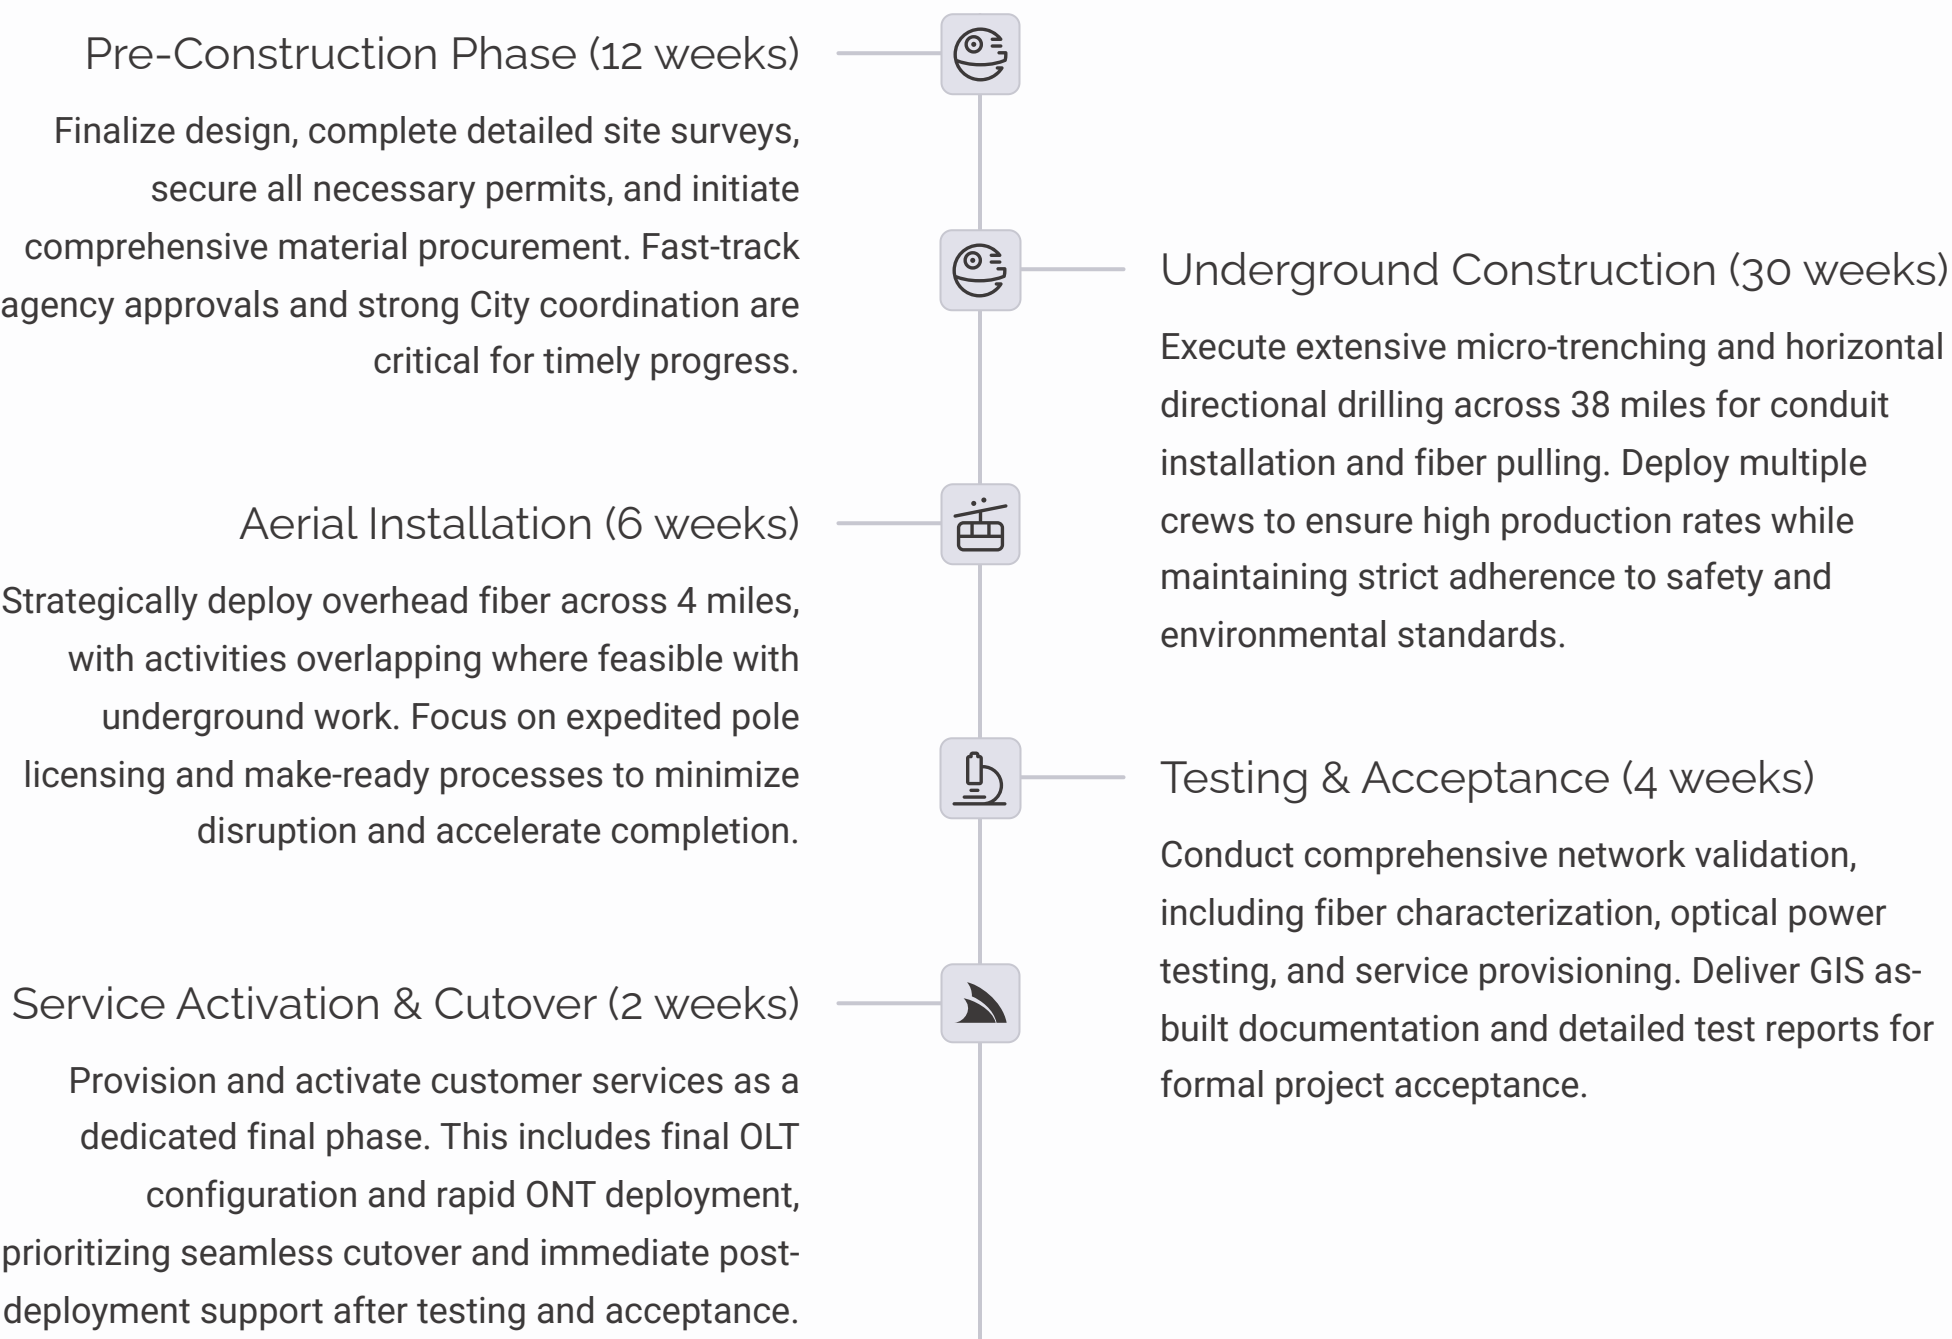 Pre-Construction Phase (12 weeks)
Finalize design, complete detailed site surveys,
secure all necessary permits, and initiate
comprehensive material procurement. Fast-track
agency approvals and strong City coordination are
critical for timely progress.
Underground Construction (30 weeks)
Execute extensive micro-trenching and horizontal
directional drilling across 38 miles for conduit
installation and fiber pulling. Deploy multiple
crews to ensure high production rates while
maintaining strict adherence to safety and
environmental standards.
Aerial Installation (6 weeks)
Strategically deploy overhead fiber across 4 miles,
with activities overlapping where feasible with
underground work. Focus on expedited pole
licensing and make-ready processes to minimize
disruption and accelerate completion.
Testing & Acceptance (4 weeks)
Conduct comprehensive network validation,
including fiber characterization, optical power
testing, and service provisioning. Deliver GIS as-
built documentation and detailed test reports for
formal project acceptance.
Service Activation & Cutover (2 weeks)
Provision and activate customer services as a
dedicated final phase. This includes final OLT
configuration and rapid ONT deployment,
prioritizing seamless cutover and immediate post-
deployment support after testing and acceptance.